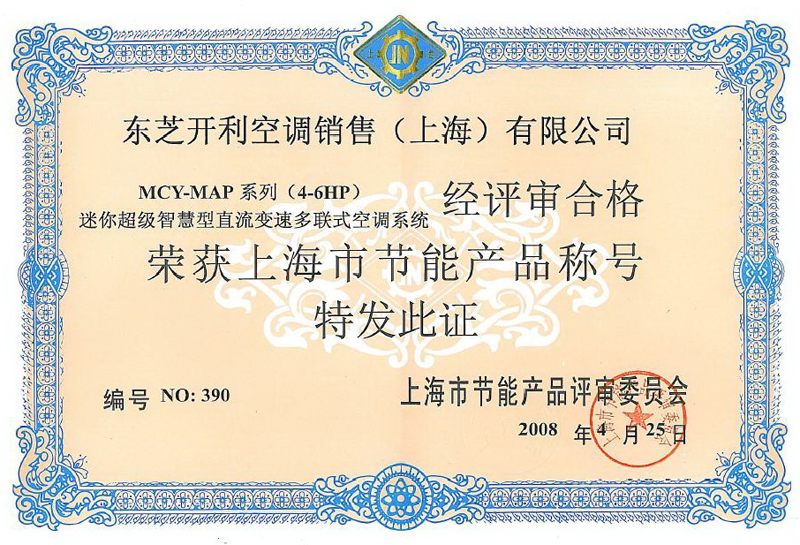 上 JN 海
东芝开利空调销售（上海）有限公司
MCY-MAP 系列（4-6HP）
迷你超级智慧型直流变速多联式空调系统
经评审合格
荣获上海市节能产品称号
特发此证
编号 NO: 390
上海市节能产品评审委员会
2008 年 4 月 25 日